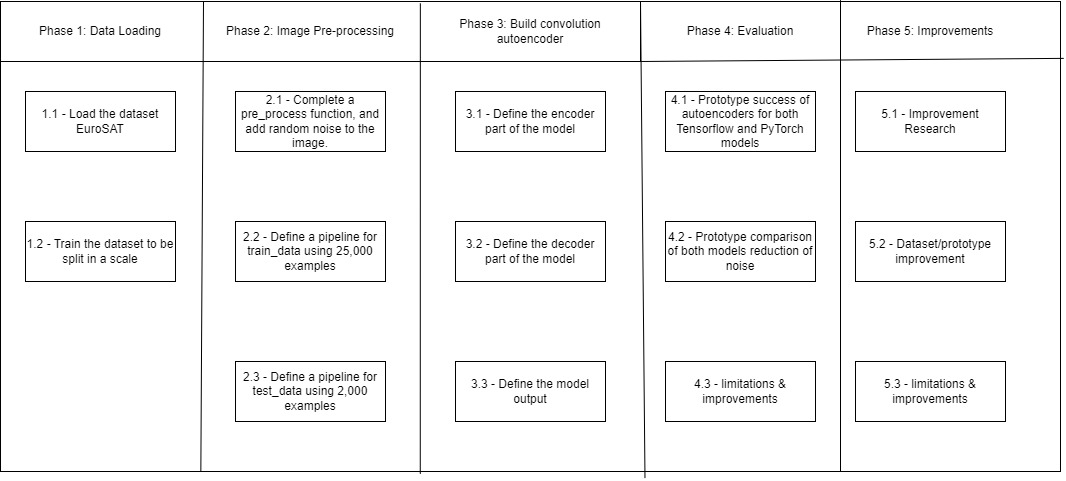 Phase 1: Data Loading
Phase 2: Image Pre-processing
Phase 3: Build convolution
autoencoder
Phase 4: Evaluation
Phase 5: Improvements
1.1 - Load the dataset
EuroSAT
1.2 - Train the dataset to be
split in a scale
2.1 - Complete a
pre_process function, and
add random noise to the
image.
2.2 - Define a pipeline for
train_data using 25,000
examples
2.3 - Define a pipeline for
test_data using 2,000
examples
3.1 - Define the encoder
part of the model
3.2 - Define the decoder
part of the model
3.3 - Define the model
output
4.1 - Prototype success of
autoencoders for both
Tensorflow and PyTorch
models
4.2 - Prototype comparison
of both models reduction of
noise
4.3 - limitations &
improvements
5.1 - Improvement
Research
5.2 - Dataset/prototype
improvement
5.3 - limitations &
improvements